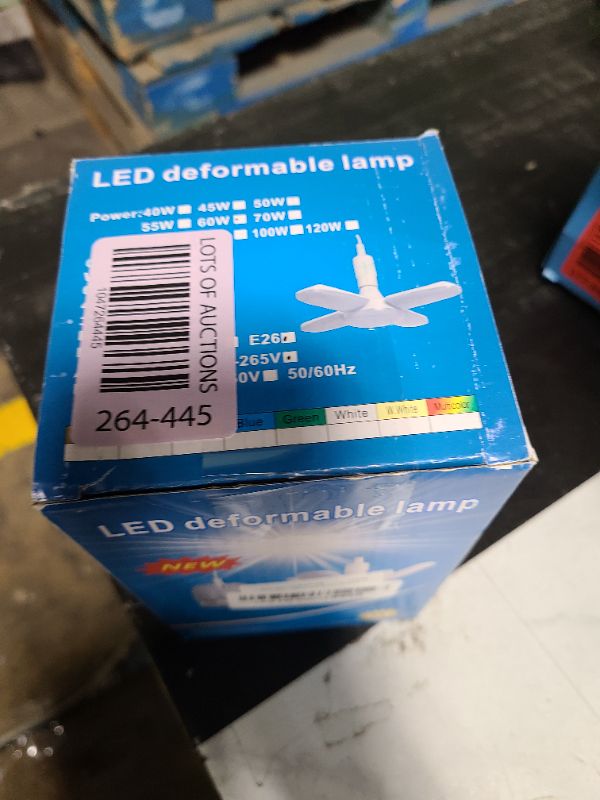 LED deformable lamp
Power:40W 45W 50W
55W 60W 70W
100W 120W
E26
-265V
0V 50/60Hz
Blue Green White W.White Multicolor
LOTS OF AUCTIONS
1047264445
264-445
LED deformable lamp
NEW